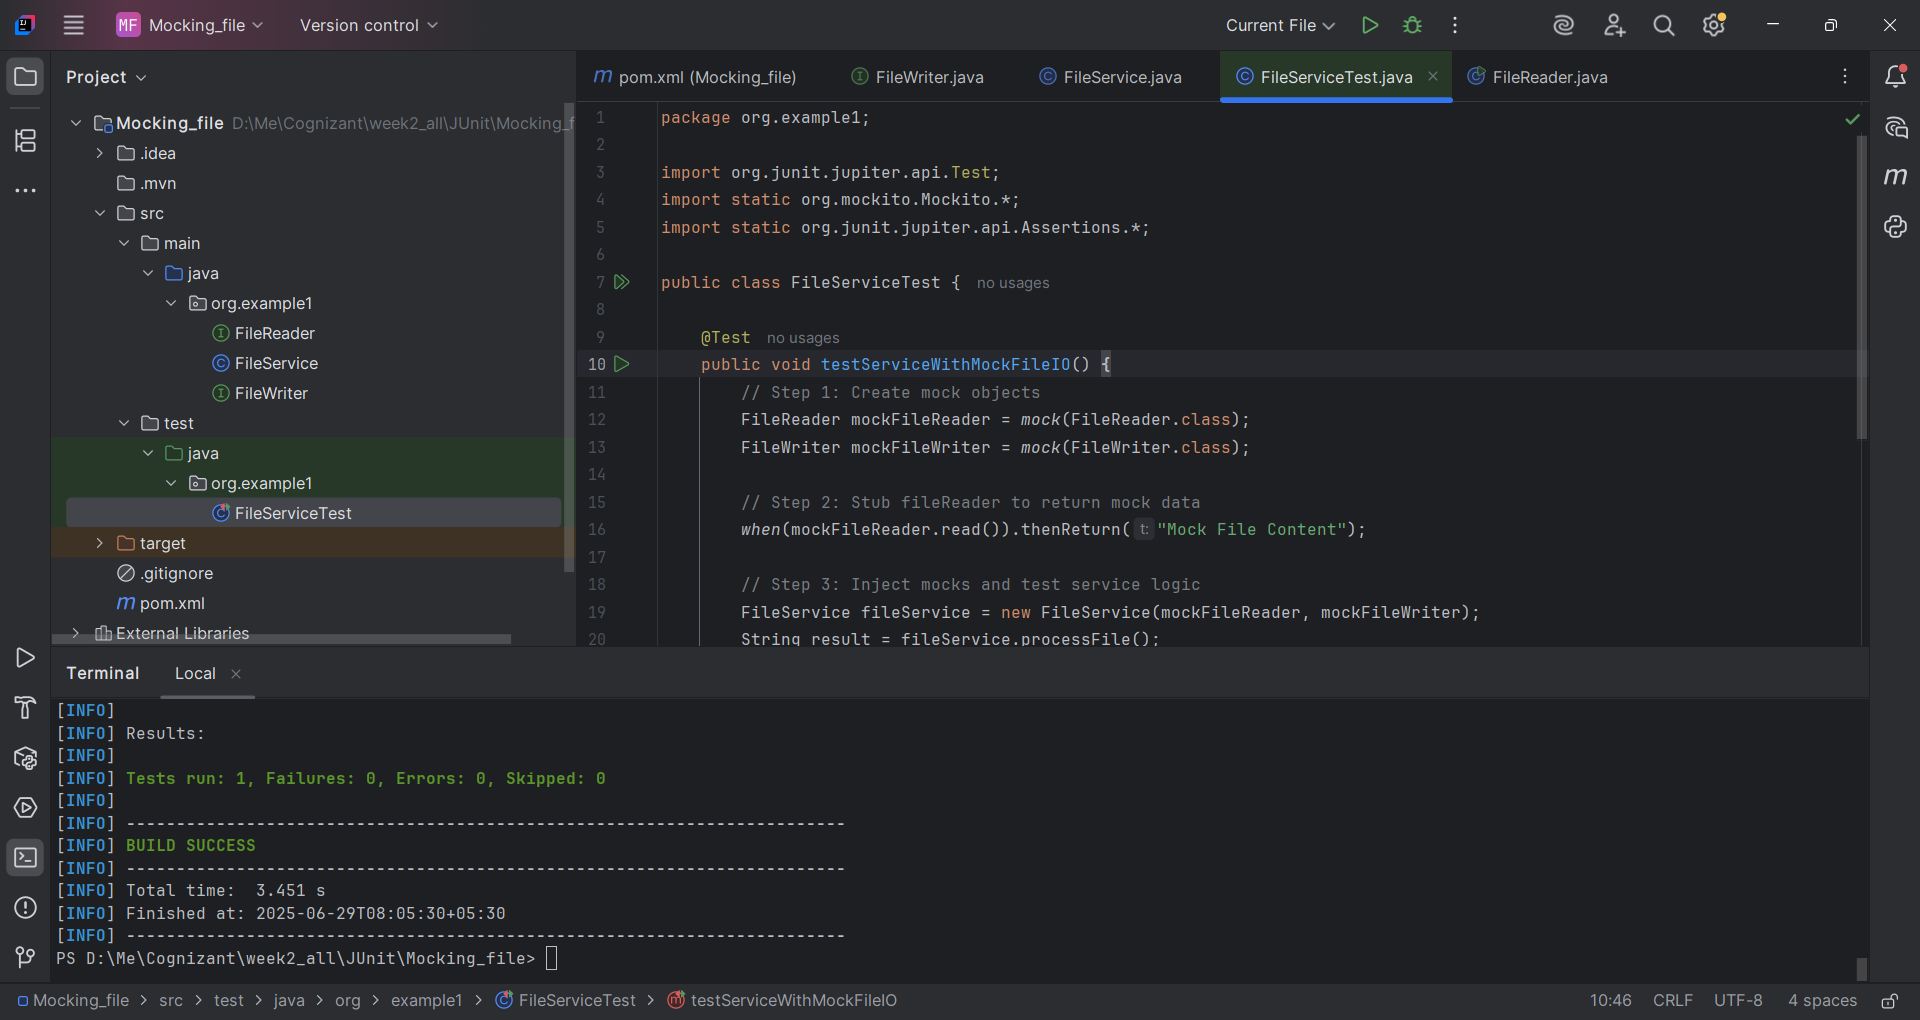 MF Mocking_file Version control Current File
Project
Mocking_file D:\Me\Cognizant\week2_all\JUnit\Mocking_f
.idea
.mvn
src
main
java
org.example1
FileReader
FileService
FileWriter
test
java
org.example1
FileServiceTest
target
.gitignore
pom.xml
External Libraries
pom.xml (Mocking_file) FileWriter.java FileService.java FileServiceTest.java FileReader.java
1 package org.example1;
2
3 import org.junit.jupiter.api.Test;
4 import static org.mockito.Mockito.*;
5 import static org.junit.jupiter.api.Assertions.*;
6
7 public class FileServiceTest { no usages
8
9 @Test no usages
10 public void testServiceWithMockFileIO() {
11 // Step 1: Create mock objects
12 FileReader mockFileReader = mock(FileReader.class);
13 FileWriter mockFileWriter = mock(FileWriter.class);
14
15 // Step 2: Stub fileReader to return mock data
16 when(mockFileReader.read()).thenReturn( t: "Mock File Content");
17
18 // Step 3: Inject mocks and test service logic
19 FileService fileService = new FileService(mockFileReader, mockFileWriter);
20 String result = fileService.processFile();
Terminal Local
[INFO]
[INFO] Results:
[INFO]
[INFO] Tests run: 1, Failures: 0, Errors: 0, Skipped: 0
[INFO]
[INFO] ------------------------------------------------------------------------
[INFO] BUILD SUCCESS
[INFO] ------------------------------------------------------------------------
[INFO] Total time:  3.451 s
[INFO] Finished at: 2025-06-29T08:05:30+05:30
[INFO] ------------------------------------------------------------------------
PS D:\Me\Cognizant\week2_all\JUnit\Mocking_file>
Mocking_file > src > test > java > org > example1 > FileServiceTest > testServiceWithMockFileIO 10:46 CRLF UTF-8 4 spaces